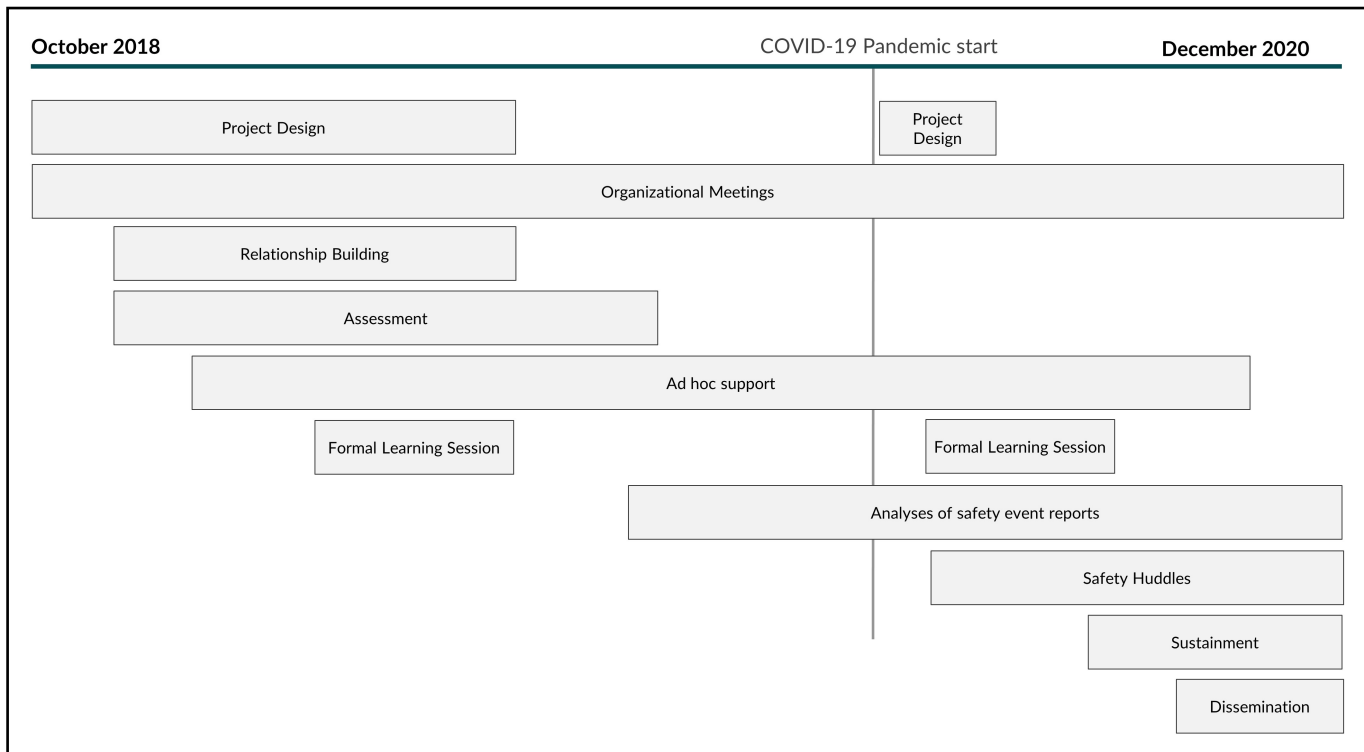 October 2018
COVID-19 Pandemic start
December 2020
Project Design
Project
Design
Organizational Meetings
Relationship Building
Assessment
Ad hoc support
Formal Learning Session
Formal Learning Session
Analyses of safety event reports
Safety Huddles
Sustainment
Dissemination